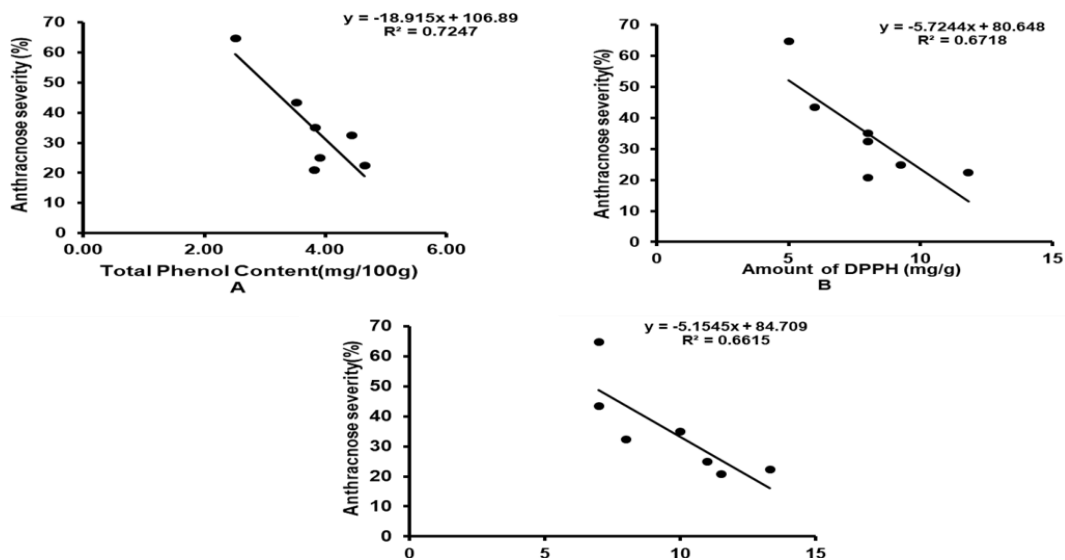 y = -18.915x + 106.89
R² = 0.7247
Anthracnose severity (%)
70
60
50
40
30
20
10
0
0.00 2.00 4.00 6.00
Total Phenol Content(mg/100g)
A
y = -5.7244x + 80.648
R² = 0.6718
Anthracnose severity(%)
70
60
50
40
30
20
10
0
0 5 10 15
Amount of DPPH (mg/g)
B
y = -5.1545x + 84.709
R² = 0.6615
Anthracnose severity(%)
70
60
50
40
30
20
10
0
0 5 10 15